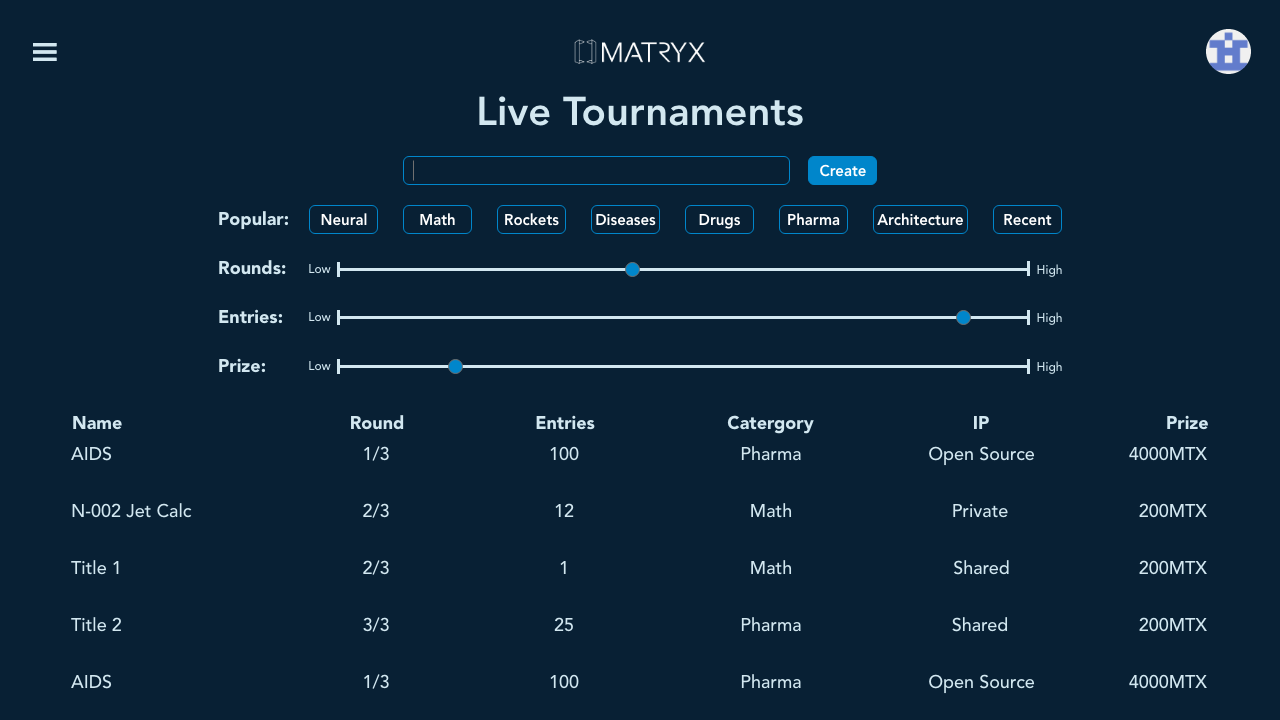 MATRYX
Live Tournaments
Create
Popular: Neural Math Rockets Diseases Drugs Pharma Architecture Recent
Rounds: Low High
Entries: Low High
Prize: Low High
Name Round Entries Catergory IP Prize
AIDS 1/3 100 Pharma Open Source 4000MTX
N-002 Jet Calc 2/3 12 Math Private 200MTX
Title 1 2/3 1 Math Shared 200MTX
Title 2 3/3 25 Pharma Shared 200MTX
AIDS 1/3 100 Pharma Open Source 4000MTX